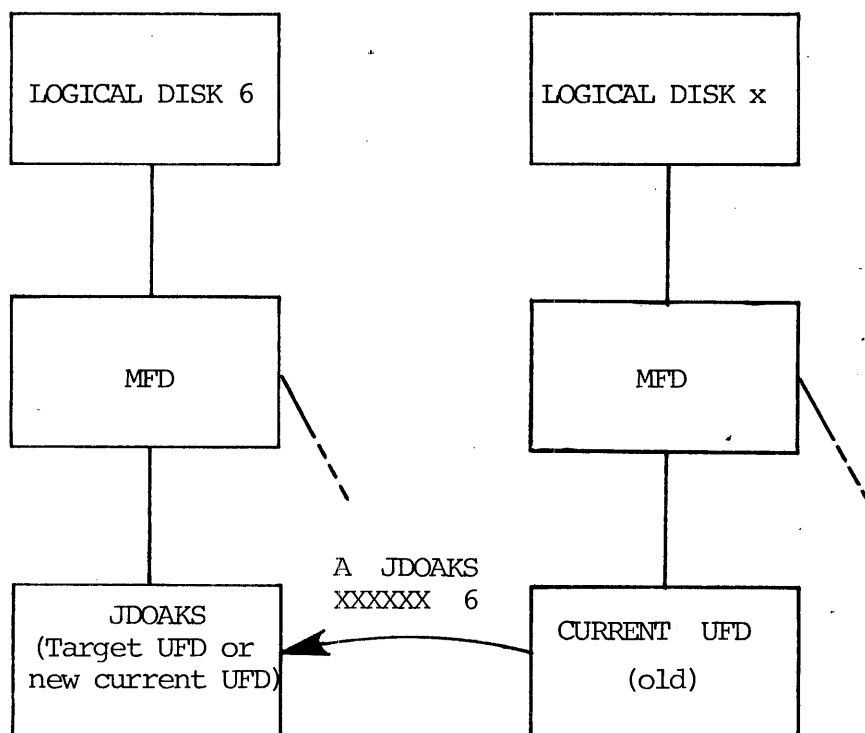 LOGICAL DISK 6
LOGICAL DISK x
MFD
MFD
A JDOAKS
XXXXXX 6
JDOAKS
(Target UFD or
new current UFD)
CURRENT UFD
(old)